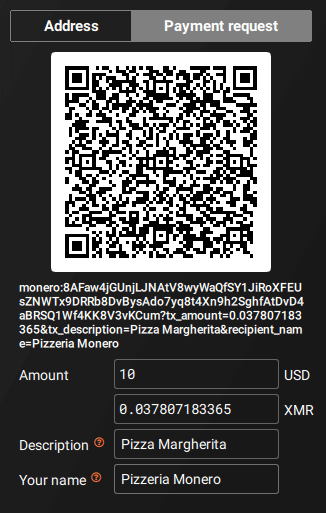 Address Payment request
monero:8AFaw4jGUnjLJNAtV8wyWaQfSY1JiRoXFEU
sZNWTx9DRRb8DvBysAdo7yq8t4Xn9h2SghfAtDvD4
aBRSQ1Wf4KK8V3vKCum?tx_amount=0.037807183
365&tx_description=Pizza Margherita&recipient_nam
e=Pizzeria Monero
Amount 10 USD
0.037807183365 XMR
Description ? Pizza Margherita
Your name ? Pizzeria Monero